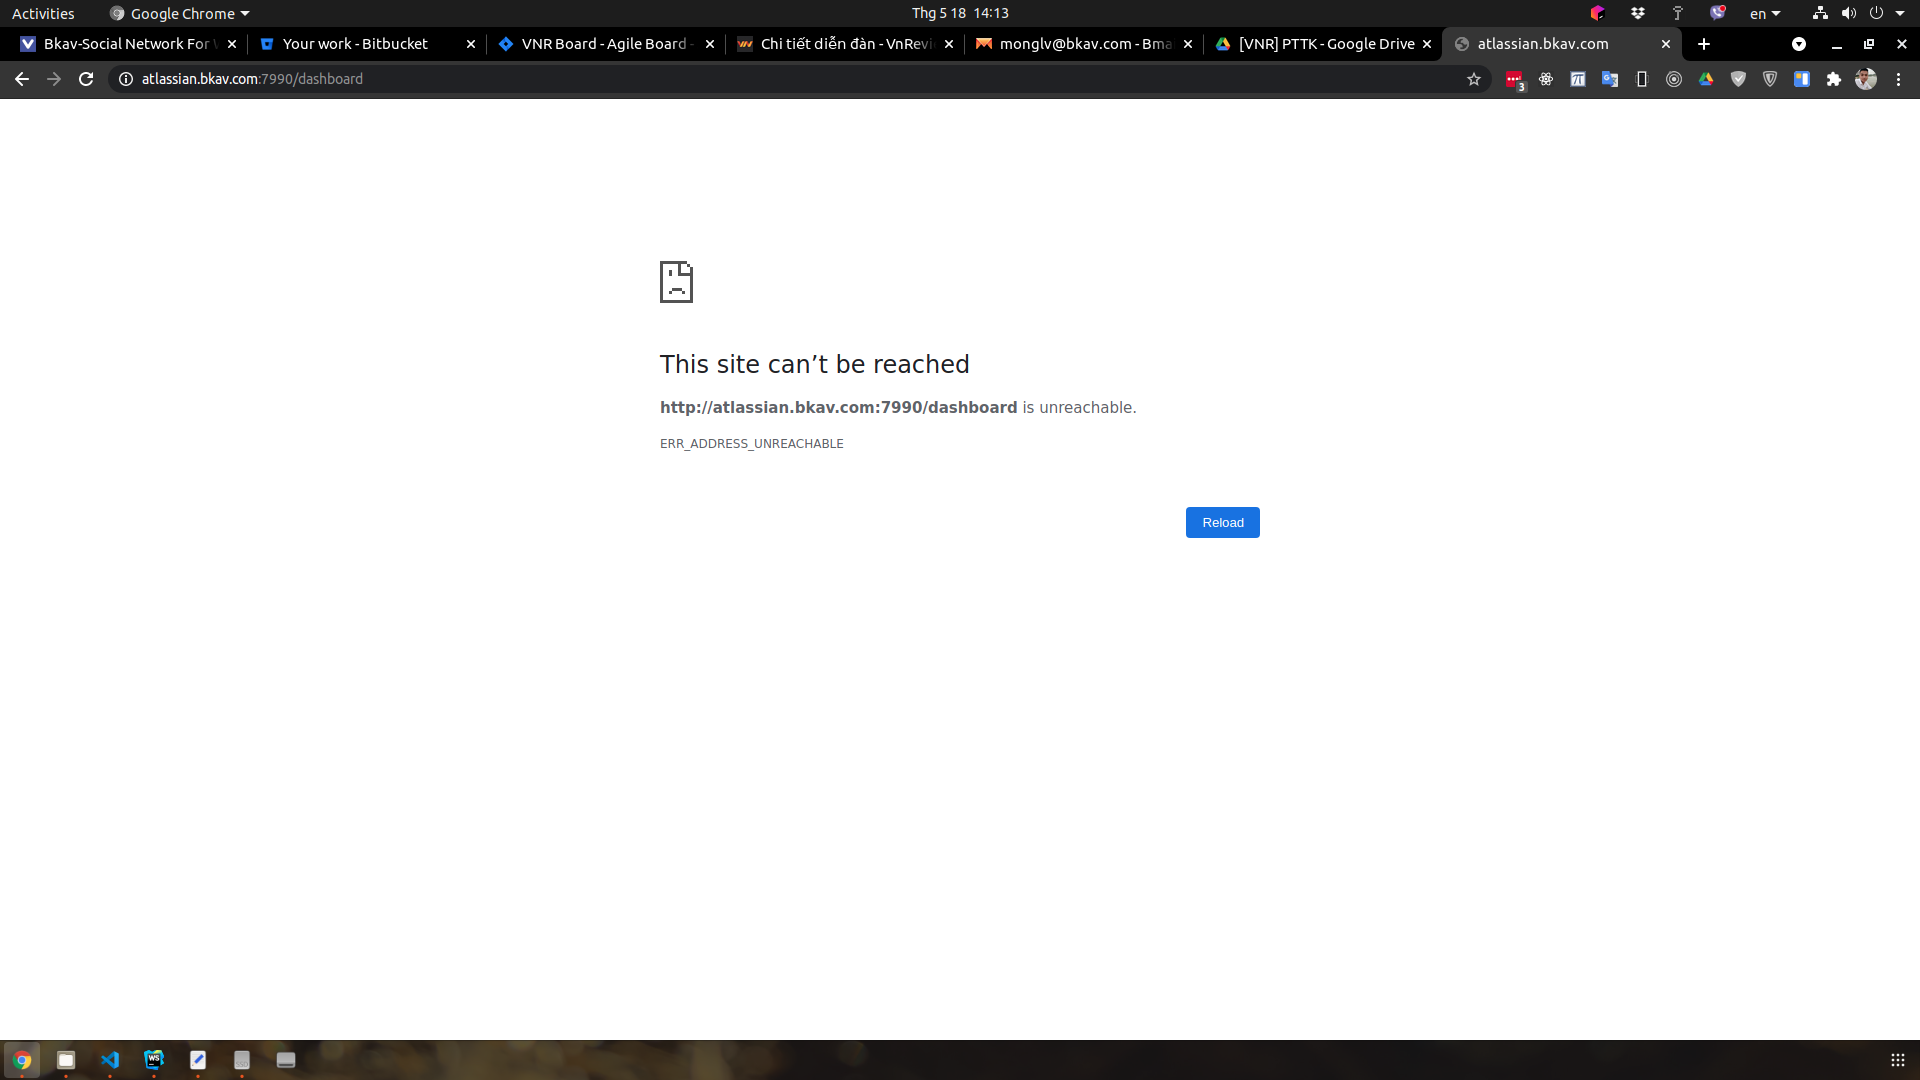 Activities
Google Chrome
Thg 5 18 14:13
en
Bkav-Social Network For
Your work - Bitbucket
VNR Board - Agile Board -
Chi tiết diễn đàn - VnRevi
monglv@bkav.com - Bma
[VNR] PTTK - Google Drive
atlassian.bkav.com
atlassian.bkav.com:7990/dashboard
3
This site can’t be reached
http://atlassian.bkav.com:7990/dashboard is unreachable.
ERR_ADDRESS_UNREACHABLE
Reload
WS